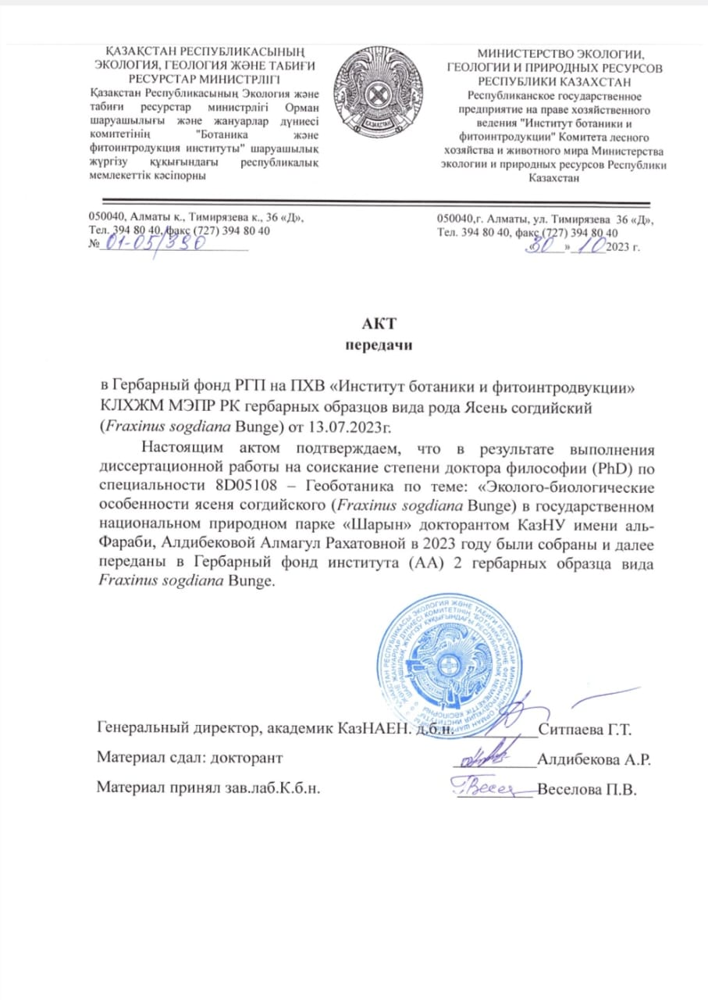 ҚАЗАҚСТАН РЕСПУБЛИКАСЫНЫҢ
ЭКОЛОГИЯ, ГЕОЛОГИЯ ЖӘНЕ ТАБИҒИ
РЕСУРСТАР МИНИСТРЛІГІ
Қазақстан Республикасының Экология және
табиғи ресурстар министрлігі Орман
шаруашылығы және жануарлар дүниесі
комитетінің "Ботаника және
фитоинтродукция институты" шаруашылық
жүргізу құқығындағы республикалық
мемлекеттік кәсіпорны
ҚАЗАҚСТАН
МИНИСТЕРСТВО ЭКОЛОГИИ,
ГЕОЛОГИИ И ПРИРОДНЫХ РЕСУРСОВ
РЕСПУБЛИКИ КАЗАХСТАН
Республиканское государственное
предприятие на праве хозяйственного
ведения "Институт ботаники и
фитоинтродукции" Комитета лесного
хозяйства и животного мира Министерства
экологии и природных ресурсов Республики
Казахстан
050040, Алматы к., Тимирязева к., 36 «Д»,
Тел. 394 80 40, факс (727) 394 80 40
№ 01-05/390
050040,г. Алматы, ул. Тимирязева 36 «Д»,
Тел. 394 80 40, факс (727) 394 80 40
«30» 10 2023 г.
АКТ
передачи
в Гербарный фонд РГП на ПХВ «Институт ботаники и фитоинтродвукции»
КЛХЖМ МЭПР РК гербарных образцов вида рода Ясень согдийский
(Fraxinus sogdiana Bunge) от 13.07.2023г.
Настоящим актом подтверждаем, что в результате выполнения
диссертационной работы на соискание степени доктора философии (PhD) по
специальности 8D05108 – Геоботаника по теме: «Эколого-биологические
особенности ясеня согдийского (Fraxinus sogdiana Bunge) в государственном
национальном природном парке «Шарын» докторантом КазНУ имени аль-
Фараби, Алдибековой Алмагул Рахатовной в 2023 году были собраны и далее
переданы в Гербарный фонд института (АА) 2 гербарных образца вида
Fraxinus sogdiana Bunge.
Генеральный директор, академик КазНАЕН. д.б.н. Ситпаева Г.Т.
Материал сдал: докторант Алдибекова А.Р.
Материал принял зав.лаб.К.б.н. Веселова П.В.